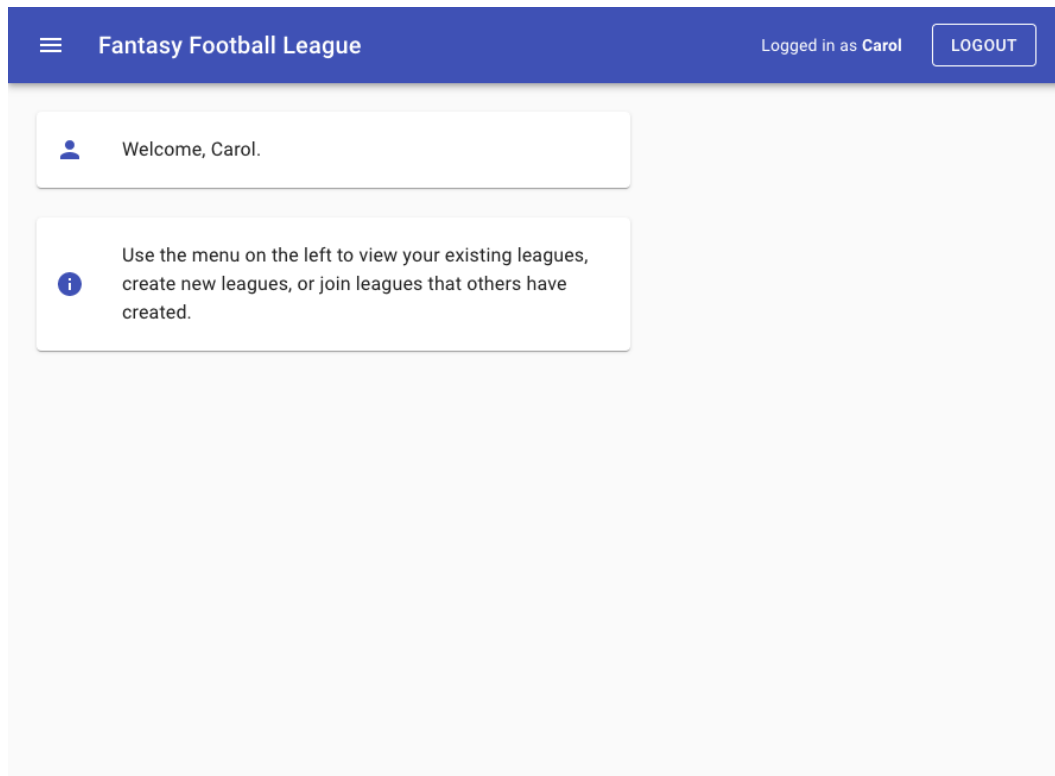 Fantasy Football League
Logged in as Carol
LOGOUT
Welcome, Carol.
Use the menu on the left to view your existing leagues,
create new leagues, or join leagues that others have
created.